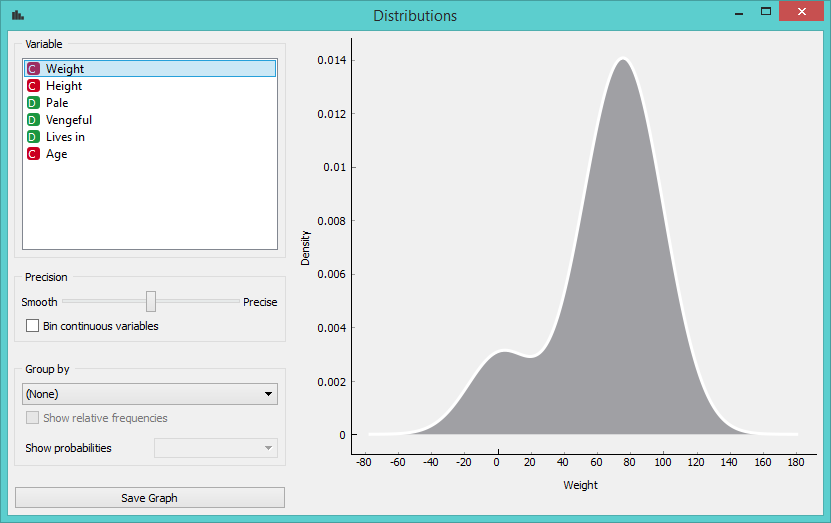 Distributions
Variable
C Weight
C Height
D Pale
D Vengeful
D Lives in
C Age
Precision
Smooth Precise
Bin continuous variables
Group by
(None)
Show relative frequencies
Show probabilities
Save Graph
0.014
0.012
0.01
0.008
0.006
0.004
0.002
0
Density
-80 -60 -40 -20 0 20 40 60 80 100 120 140 160 180
Weight